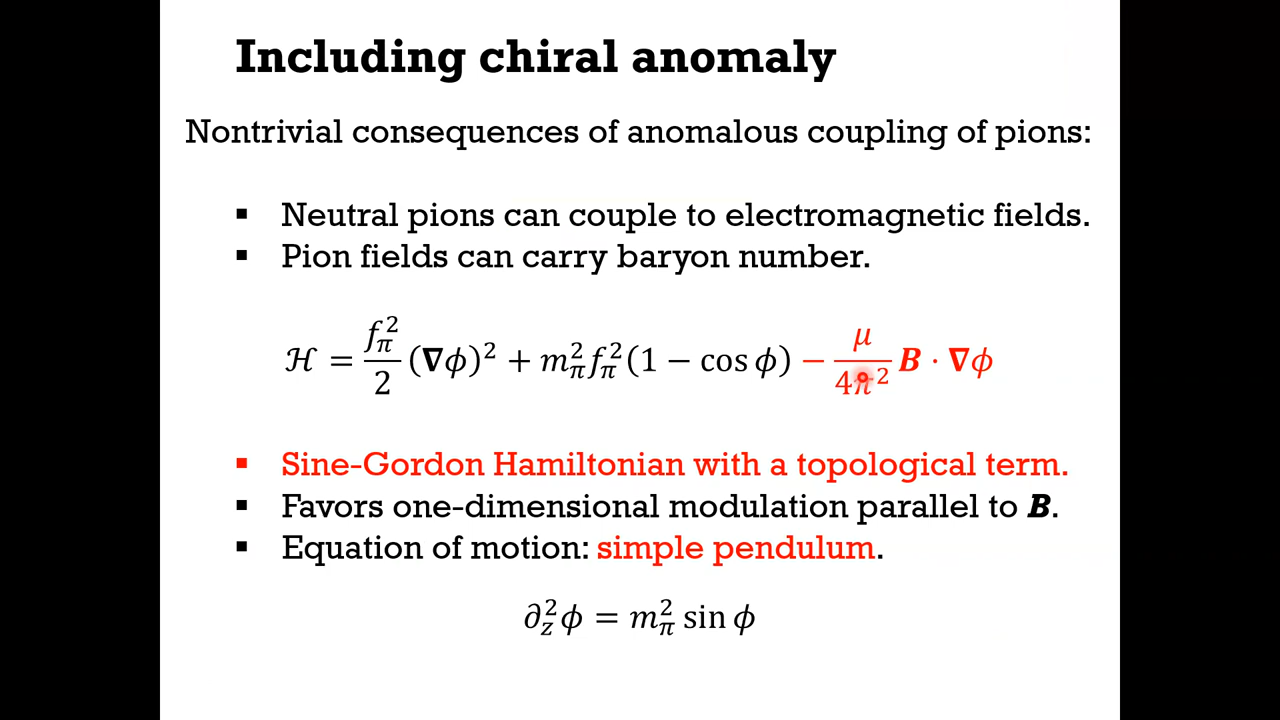 Including chiral anomaly
Nontrivial consequences of anomalous coupling of pions:
▪ Neutral pions can couple to electromagnetic fields.
▪ Pion fields can carry baryon number.
ℋ = f_π^2/2 (∇ϕ)^2 + m_π^2 f_π^2 (1 − cos ϕ) − μ/4π^2 B · ∇ϕ
▪ Sine-Gordon Hamiltonian with a topological term.
▪ Favors one-dimensional modulation parallel to B.
▪ Equation of motion: simple pendulum.
∂_z^2 ϕ = m_π^2 sin ϕ